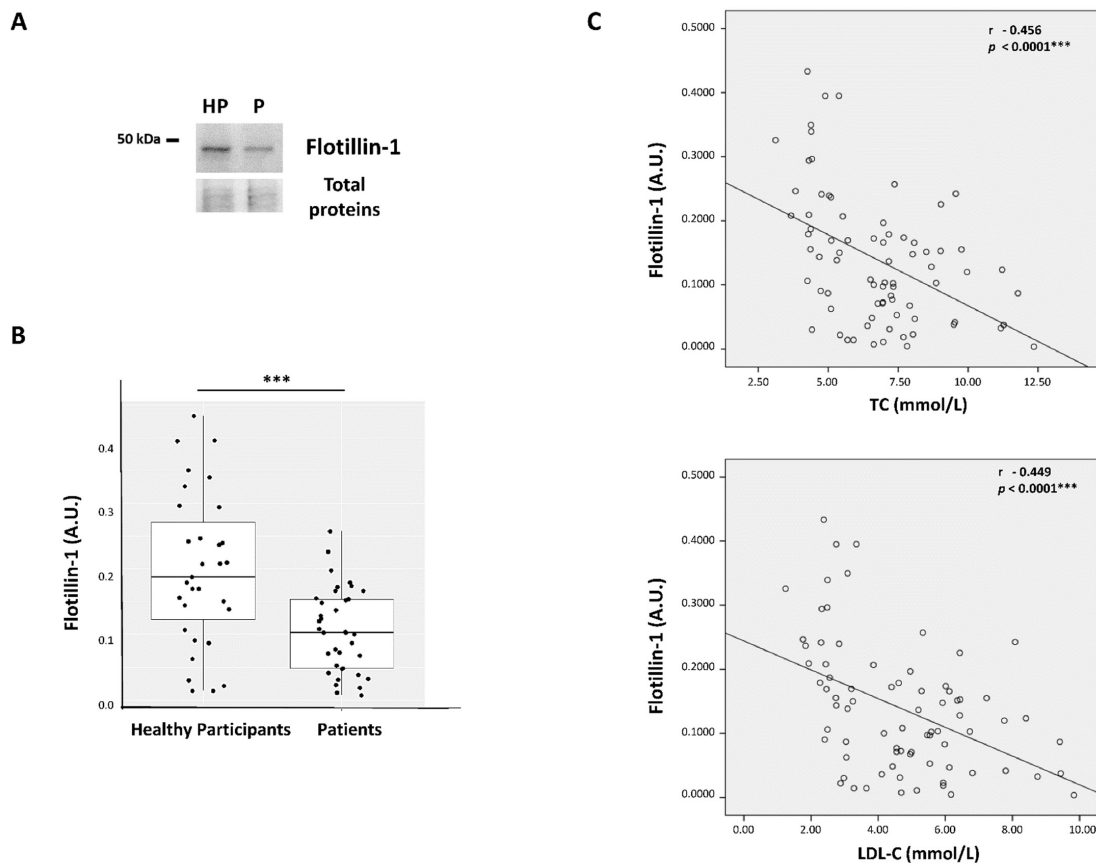 A
HP P
50 kDa
Flotillin-1
Total
proteins
B
***
Flotillin-1 (A.U.)
0.4
0.3
0.2
0.1
0.0
Healthy Participants Patients
C
r - 0.456
p < 0.0001***
Flotillin-1 (A.U.)
0.5000
0.4000
0.3000
0.2000
0.1000
0.0000
2.50 5.00 7.50 10.00 12.50
TC (mmol/L)
r - 0.449
p < 0.0001***
Flotillin-1 (A.U.)
0.5000
0.4000
0.3000
0.2000
0.1000
0.0000
0.00 2.00 4.00 6.00 8.00 10.00
LDL-C (mmol/L)